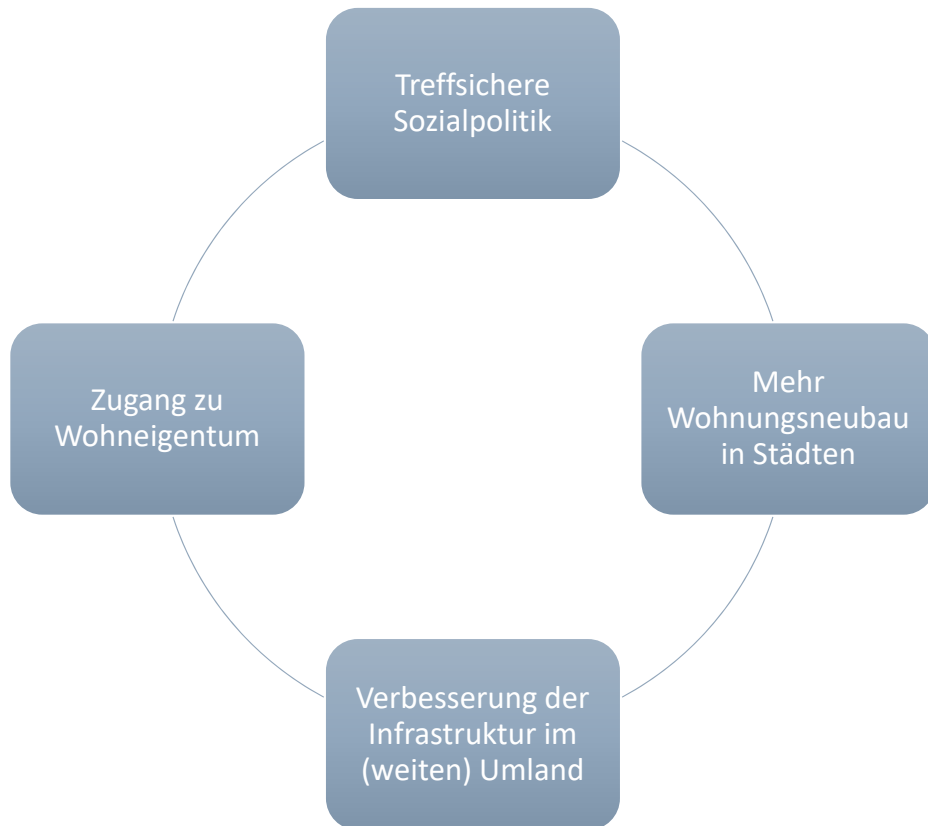 Treffsichere
Sozialpolitik
Zugang zu
Wohneigentum
Mehr
Wohnungsneubau
in Städten
Verbesserung der
Infrastruktur im
(weiten) Umland